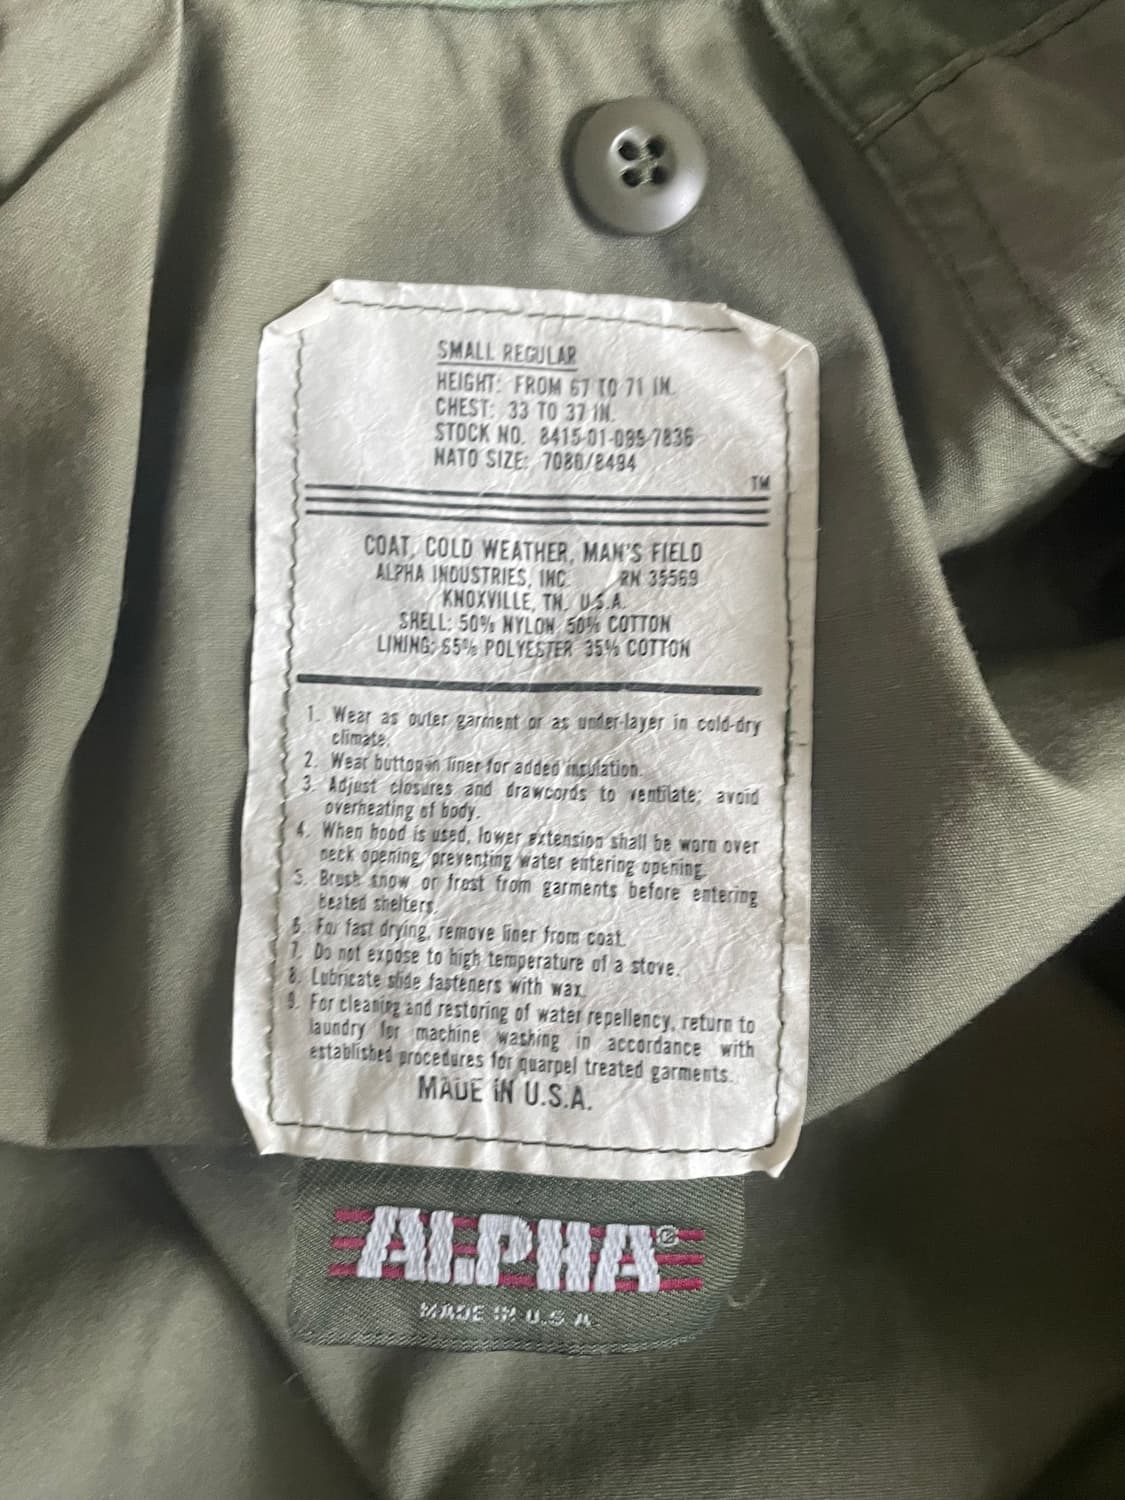 SMALL REGULAR
HEIGHT: FROM 67 TO 71 IN.
CHEST: 33 TO 37 IN.
STOCK NO. 8415-01-099-7836
NATO SIZE: 7080/8494
TM
COAT, COLD WEATHER, MAN'S FIELD
ALPHA INDUSTRIES, INC. RN 35569
KNOXVILLE, TN. U.S.A.
SHELL: 50% NYLON 50% COTTON
LINING: 65% POLYESTER 35% COTTON
1. Wear as outer garment or as under-layer in cold-dry
climate.
2. Wear button-in liner for added insulation.
3. Adjust closures and drawcords to ventilate; avoid
overheating of body.
4. When hood is used, lower extension shall be worn over
neck opening, preventing water entering opening.
5. Brush snow or frost from garments before entering
heated shelters.
6. For fast drying, remove liner from coat.
7. Do not expose to high temperature of a stove.
8. Lubricate slide fasteners with wax.
9. For cleaning and restoring of water repellency, return to
laundry for machine washing in accordance with
established procedures for quarpel treated garments.
MADE IN U.S.A.
ALPHA®
MADE IN U.S.A.